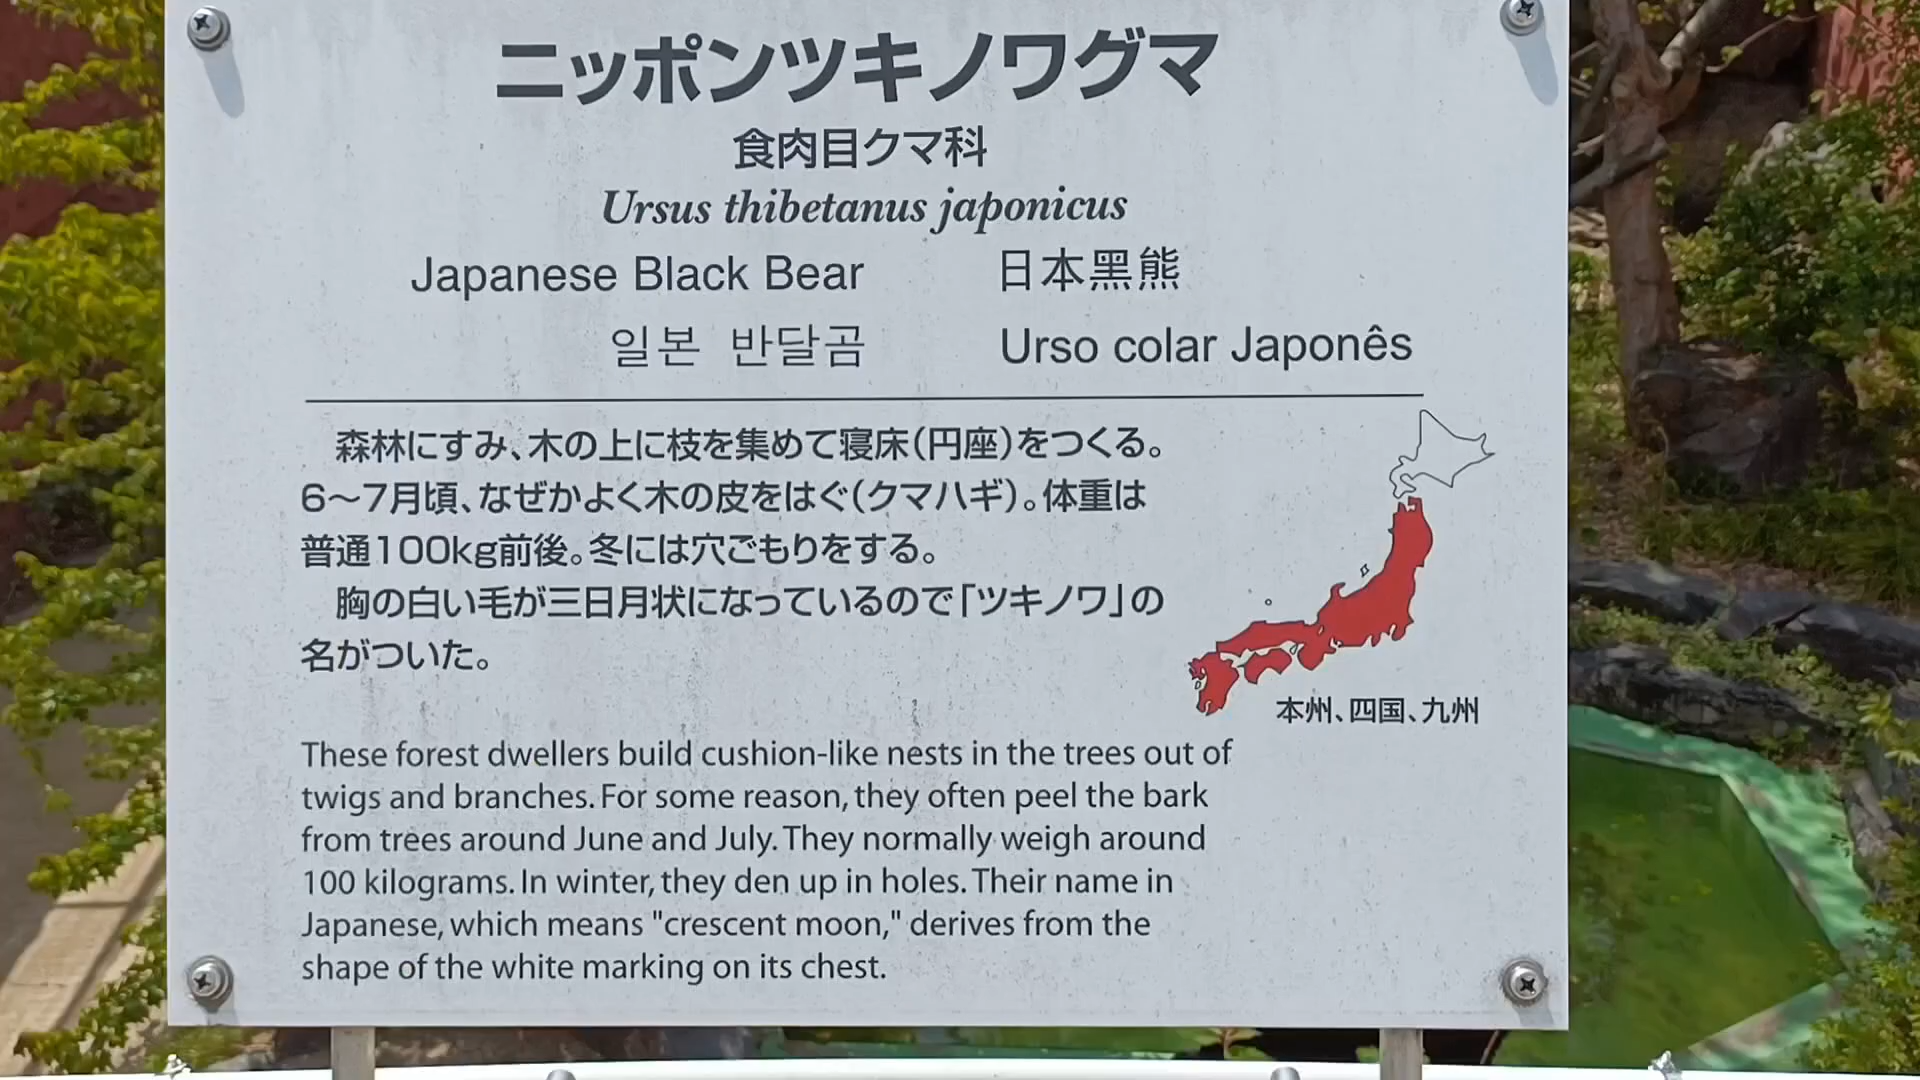 ニッポンツキノワグマ
食肉目クマ科
Ursus thibetanus japonicus
Japanese Black Bear 日本黑熊
일본 반달곰 Urso colar Japonês
森林にすみ、木の上に枝を集めて寝床(円座)をつくる。
6〜7月頃、なぜかよく木の皮をはぐ(クマハギ)。体重は
普通100kg前後。冬には穴ごもりをする。
胸の白い毛が三日月状になっているので「ツキノワ」の
名がついた。
本州、四国、九州
These forest dwellers build cushion-like nests in the trees out of
twigs and branches. For some reason, they often peel the bark
from trees around June and July. They normally weigh around
100 kilograms. In winter, they den up in holes. Their name in
Japanese, which means "crescent moon," derives from the
shape of the white marking on its chest.